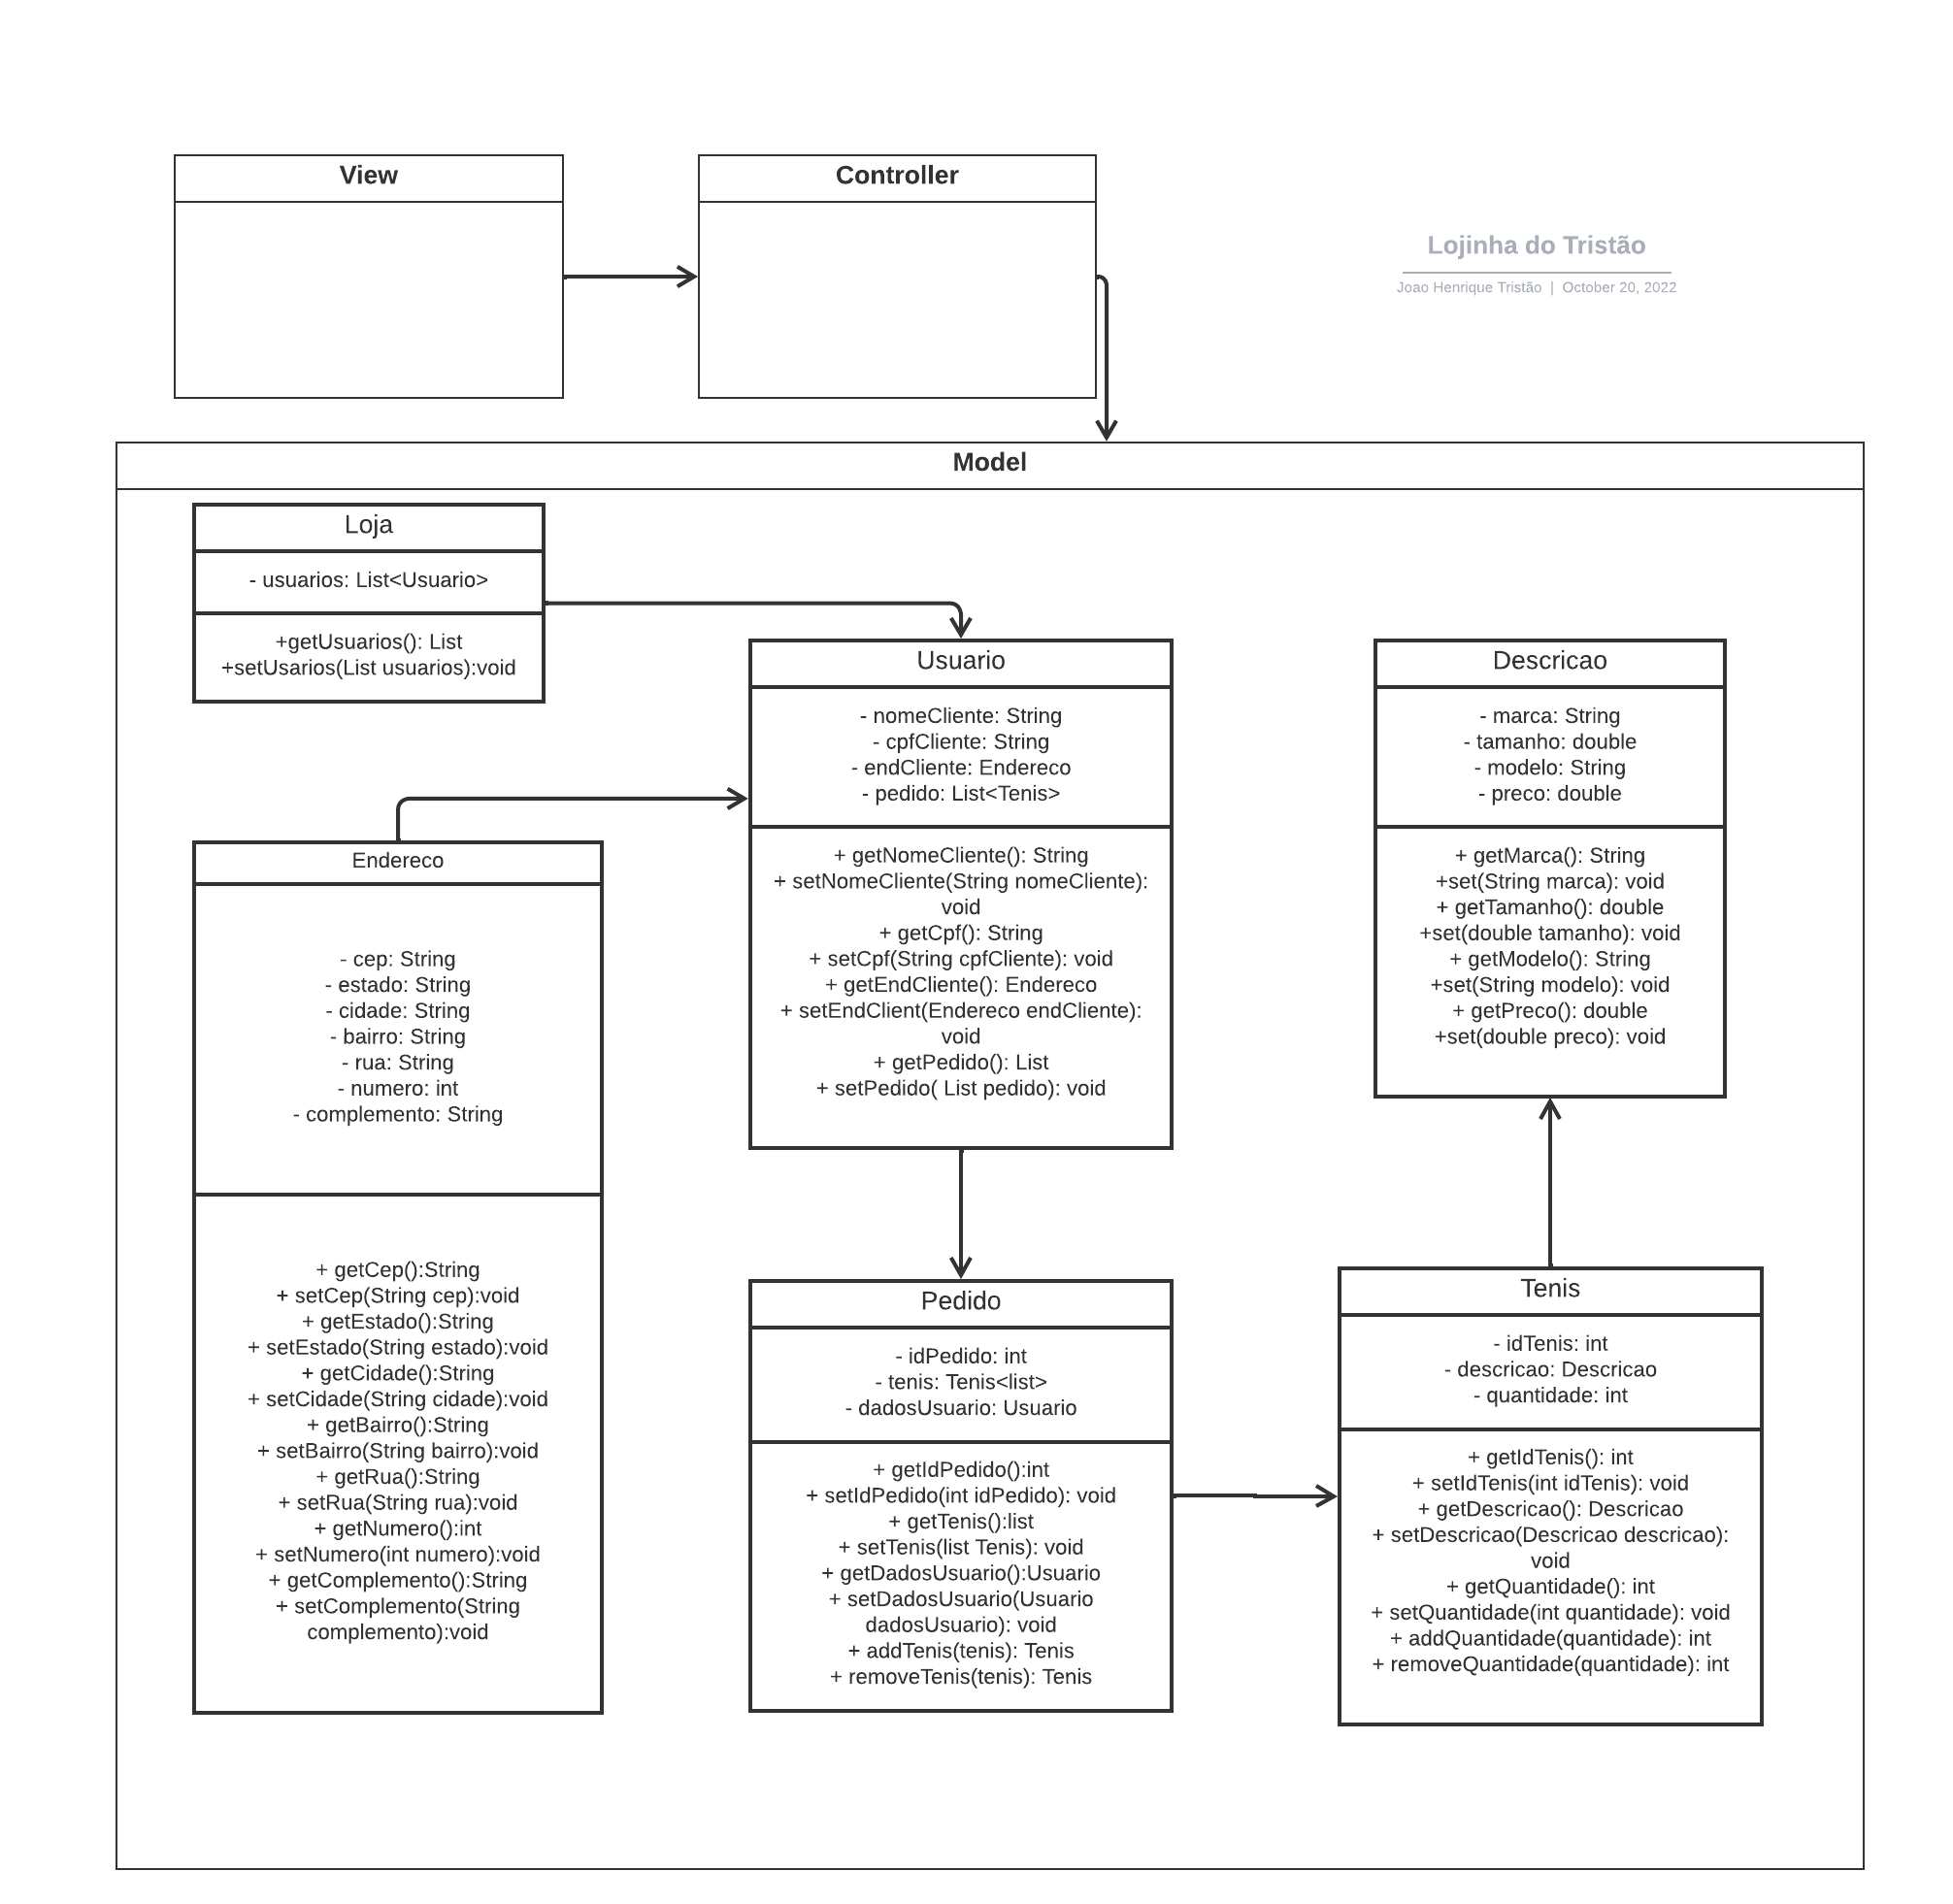 View
Controller
Lojinha do Tristão
Joao Henrique Tristão | October 20, 2022
Model
Loja
- usuarios: List<Usuario>
+getUsuarios(): List
+setUsarios(List usuarios):void
Usuario
- nomeCliente: String
- cpfCliente: String
- endCliente: Endereco
- pedido: List<Tenis>
+ getNomeCliente(): String
+ setNomeCliente(String nomeCliente):
void
+ getCpf(): String
+ setCpf(String cpfCliente): void
+ getEndCliente(): Endereco
+ setEndClient(Endereco endCliente):
void
+ getPedido(): List
+ setPedido( List pedido): void
Descricao
- marca: String
- tamanho: double
- modelo: String
- preco: double
+ getMarca(): String
+set(String marca): void
+ getTamanho(): double
+set(double tamanho): void
+ getModelo(): String
+set(String modelo): void
+ getPreco(): double
+set(double preco): void
Endereco
- cep: String
- estado: String
- cidade: String
- bairro: String
- rua: String
- numero: int
- complemento: String
+ getCep():String
+ setCep(String cep):void
+ getEstado():String
+ setEstado(String estado):void
+ getCidade():String
+ setCidade(String cidade):void
+ getBairro():String
+ setBairro(String bairro):void
+ getRua():String
+ setRua(String rua):void
+ getNumero():int
+ setNumero(int numero):void
+ getComplemento():String
+ setComplemento(String
complemento):void
Pedido
- idPedido: int
- tenis: Tenis<list>
- dadosUsuario: Usuario
+ getIdPedido():int
+ setIdPedido(int idPedido): void
+ getTenis():list
+ setTenis(list Tenis): void
+ getDadosUsuario():Usuario
+ setDadosUsuario(Usuario
dadosUsuario): void
+ addTenis(tenis): Tenis
+ removeTenis(tenis): Tenis
Tenis
- idTenis: int
- descricao: Descricao
- quantidade: int
+ getIdTenis(): int
+ setIdTenis(int idTenis): void
+ getDescricao(): Descricao
+ setDescricao(Descricao descricao):
void
+ getQuantidade(): int
+ setQuantidade(int quantidade): void
+ addQuantidade(quantidade): int
+ removeQuantidade(quantidade): int